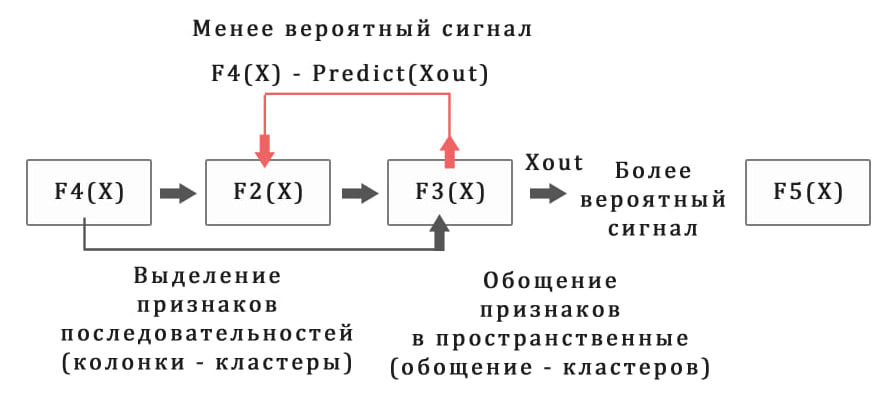 Менее вероятный сигнал
F4(X) - Predict(Xout)
F4(X)
F2(X)
F3(X)
Xout
Более
вероятный
сигнал
F5(X)
Выделение
признаков
последовательностей
(колонки - кластеры)
Обощение
признаков
в пространственные
(обощение - кластеров)